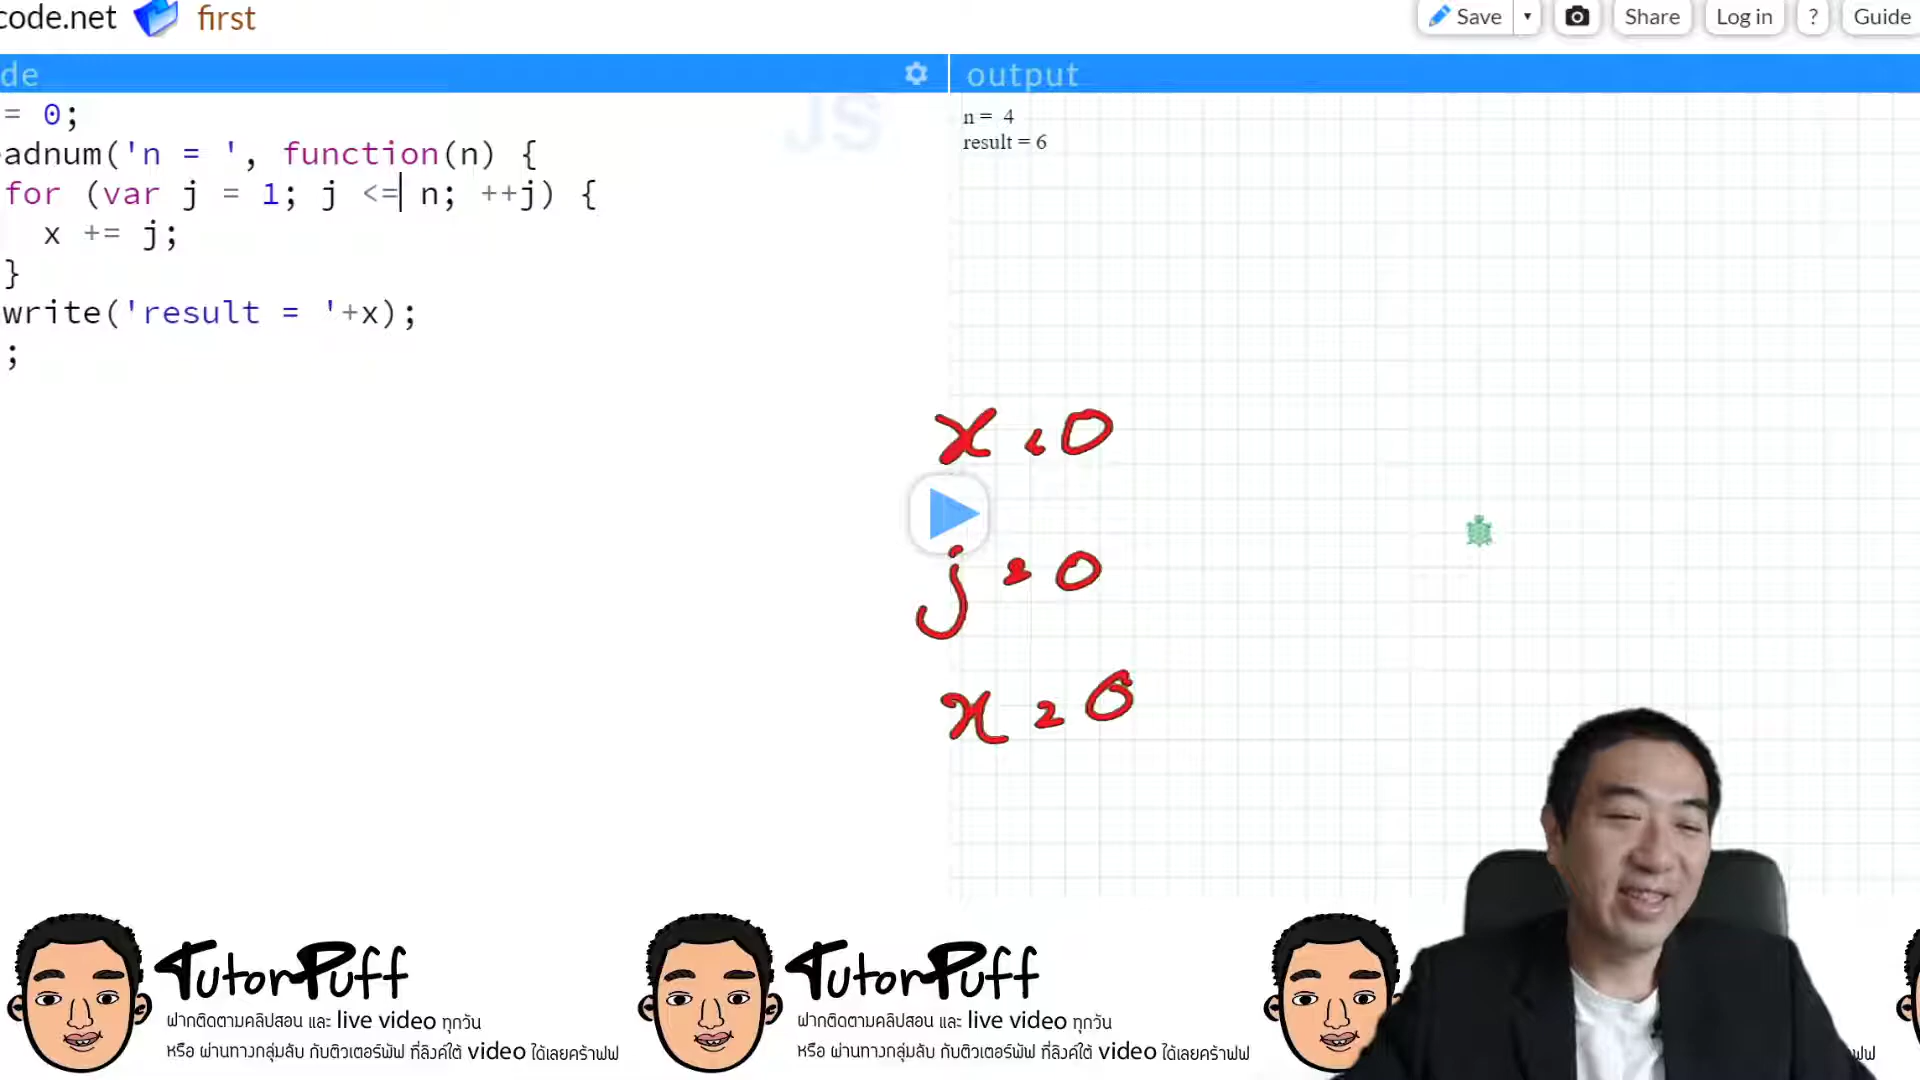 code.net first Save ▾ Share Log in ? Guide
de
output
= 0;
adnum('n = ', function(n) {
for (var j = 1; j <= n; ++j) {
x += j;
}
write('result = '+x);
;
JS
n = 4
result = 6
x = 0
j = 0
x = 0
TutorPuff
ฝากติดตามคลิปสอน และ live video ทุกวัน
หรือ ผ่านทางกลุ่มลับ กับติวเตอร์พัฟ ที่ลิงค์ใต้ video ได้เลยคร้าฟฟ
TutorPuff
ฝากติดตามคลิปสอน และ live video ทุกวัน
หรือ ผ่านทางกลุ่มลับ กับติวเตอร์พัฟ ที่ลิงค์ใต้ video ได้เลยคร้าฟฟ
ฟฟ